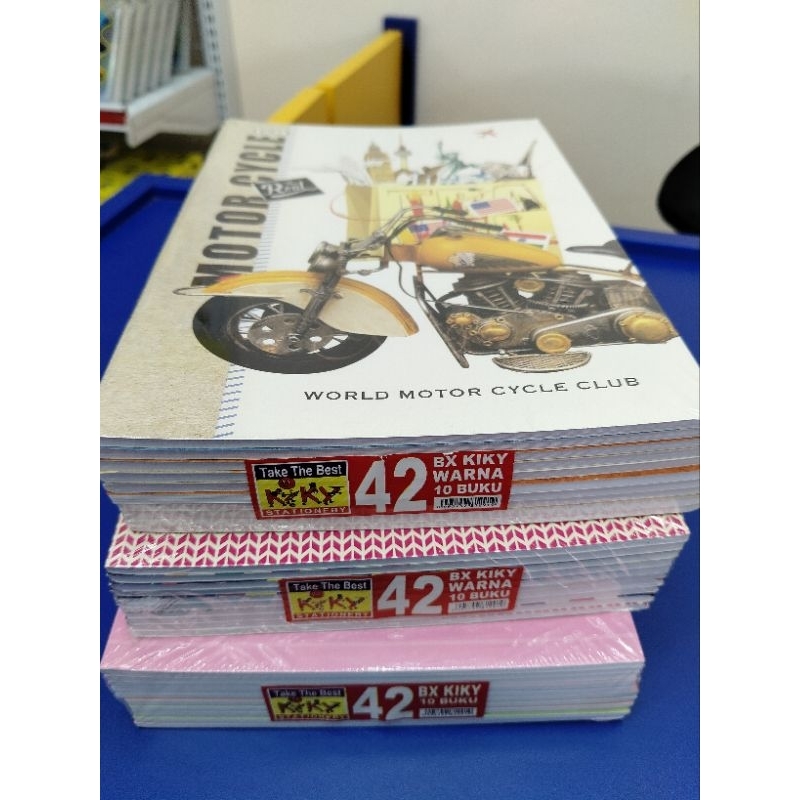 MOTOR CYCLE
Real
WORLD MOTOR CYCLE CLUB
Take The Best
KiKY
STATIONERY
42
BX KIKY
WARNA
10 BUKU
Take The Best
KiKY
STATIONERY
42
BX KIKY
WARNA
10 BUKU
Take The Best
KiKY
STATIONERY
42
BX KIKY
10 BUKU